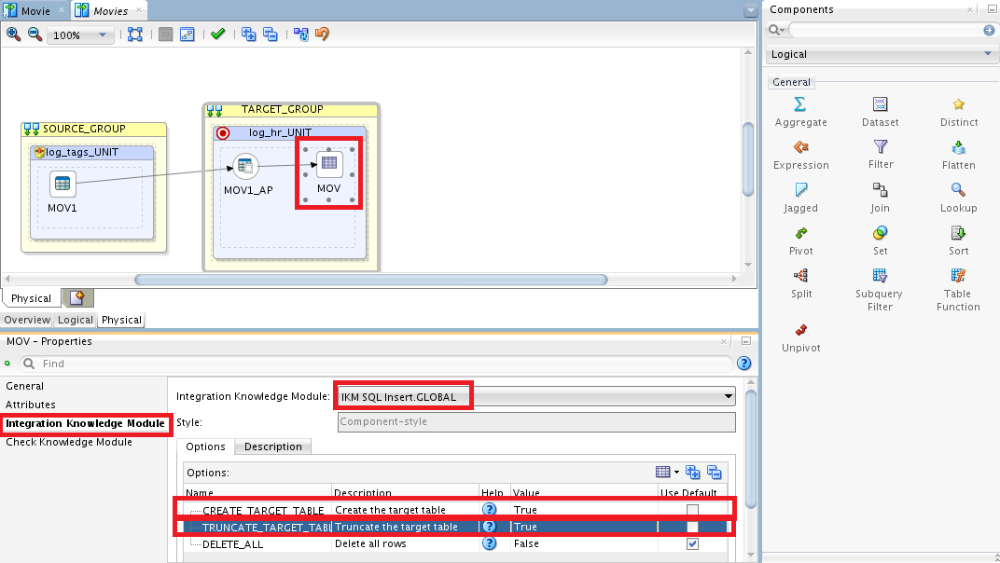 Movie
Movies
100%
SOURCE_GROUP
log_tags_UNIT
MOV1
TARGET_GROUP
log_hr_UNIT
MOV1_AP
MOV
Physical
Overview Logical Physical
MOV - Properties
Find
General
Attributes
Integration Knowledge Module
Check Knowledge Module
Integration Knowledge Module: IKM SQL Insert.GLOBAL
Style: Component-style
Options Description
Options:
Name Description Help Value Use Default
CREATE_TARGET_TABLE Create the target table True
TRUNCATE_TARGET_TABL Truncate the target table True
DELETE_ALL Delete all rows False
Components
Logical
General
Aggregate Dataset Distinct
Expression Filter Flatten
Jagged Join Lookup
Pivot Set Sort
Split Subquery Filter Table Function
Unpivot